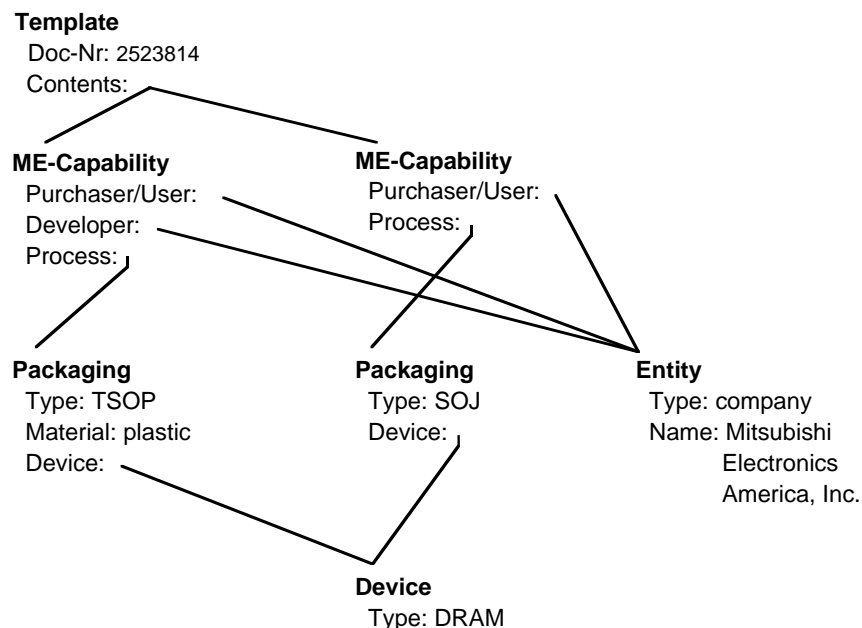 Template
Doc-Nr: 2523814
Contents:
ME-Capability
Purchaser/User:
Developer:
Process:
ME-Capability
Purchaser/User:
Process:
Packaging
Type: TSOP
Material: plastic
Device:
Packaging
Type: SOJ
Device:
Entity
Type: company
Name: Mitsubishi
Electronics
America, Inc.
Device
Type: DRAM